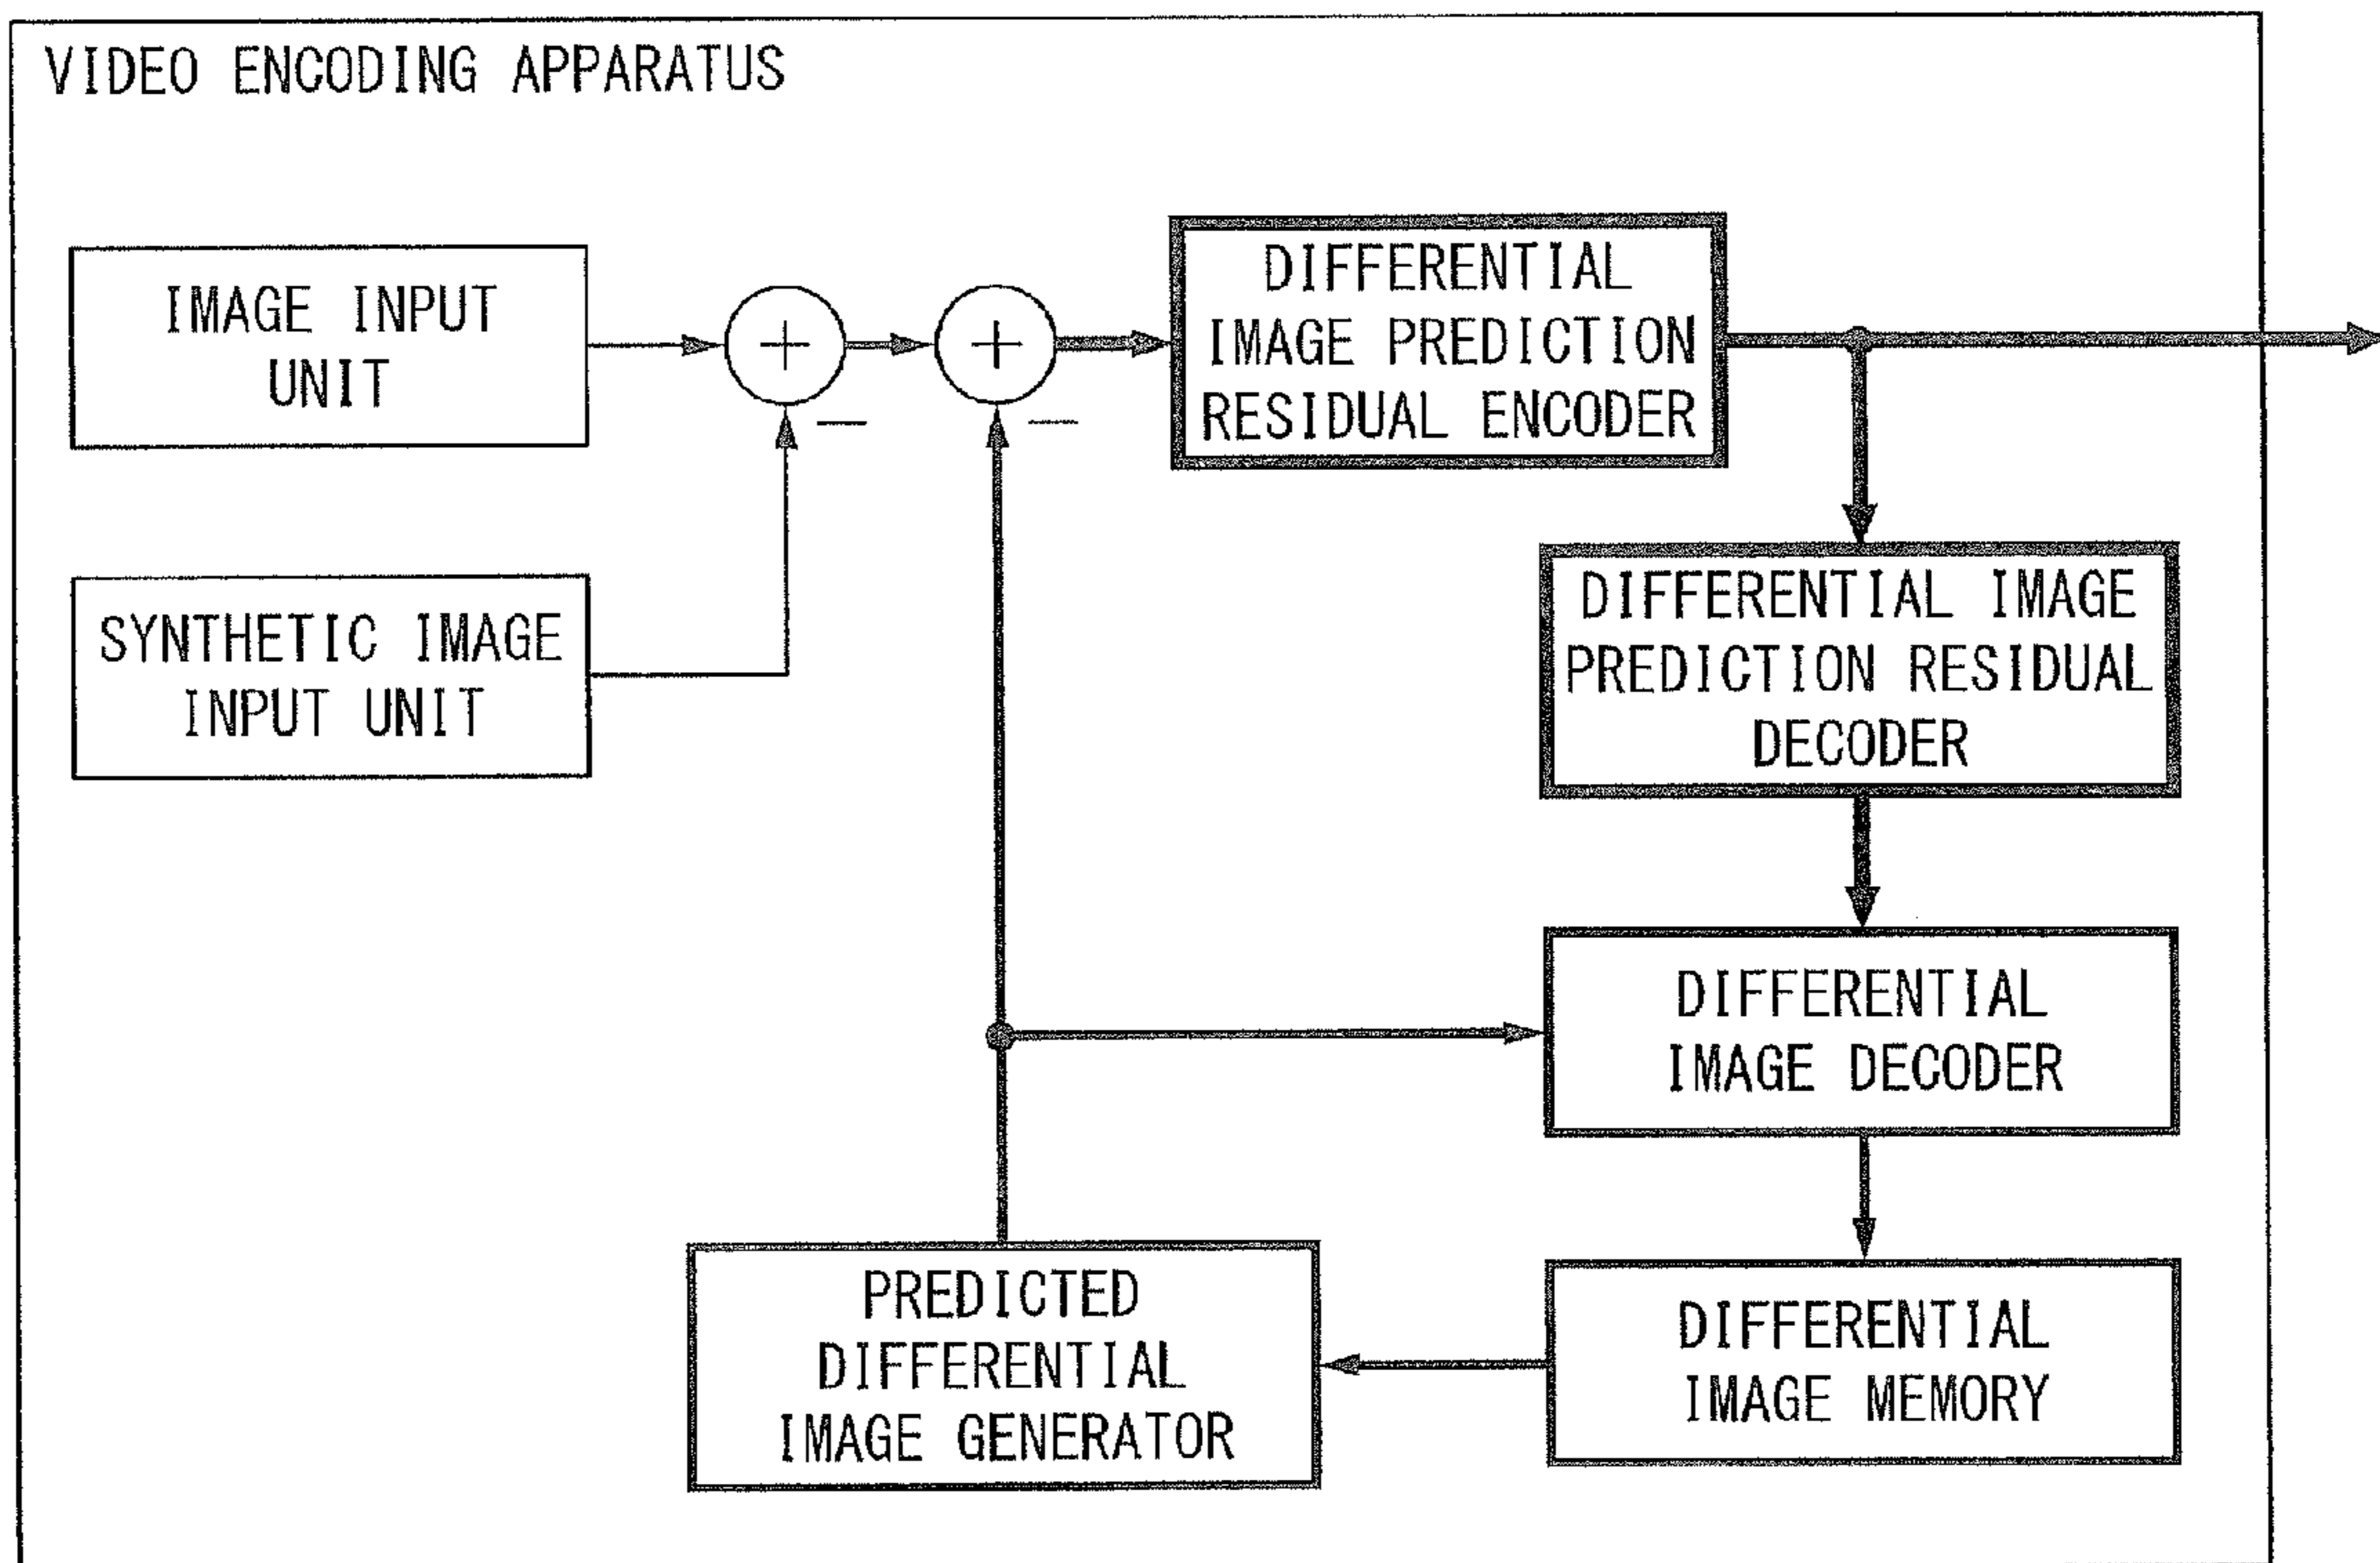 VIDEO ENCODING APPARATUS
IMAGE INPUT
UNIT
+
+
DIFFERENTIAL
IMAGE PREDICTION
RESIDUAL ENCODER
−
−
SYNTHETIC IMAGE
INPUT UNIT
DIFFERENTIAL IMAGE
PREDICTION RESIDUAL
DECODER
DIFFERENTIAL
IMAGE DECODER
PREDICTED
DIFFERENTIAL
IMAGE GENERATOR
DIFFERENTIAL
IMAGE MEMORY